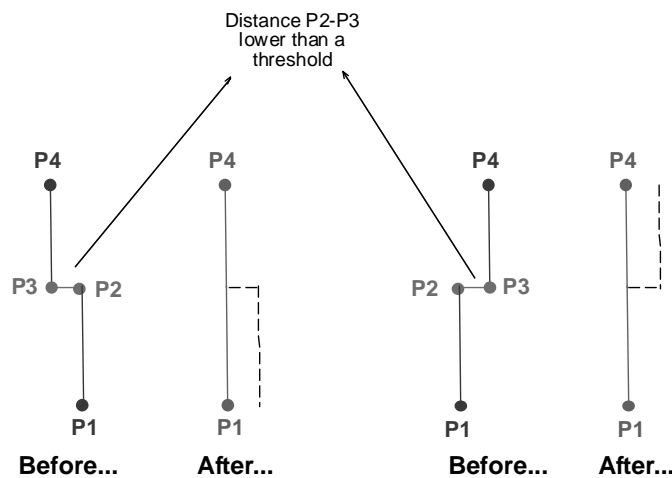 Distance P2-P3
lower than a
threshold
P4
P4
P4
P4
P3
P2
P2
P3
P1
P1
P1
P1
Before...
After...
Before...
After...